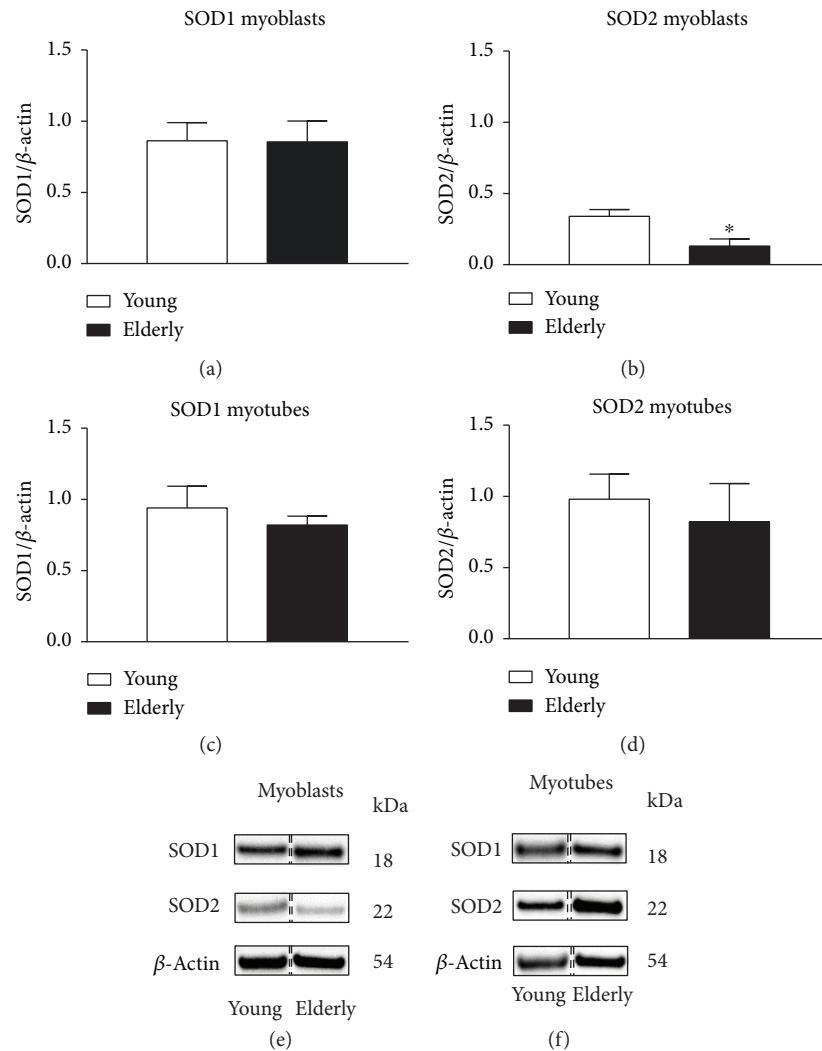 SOD1 myoblasts
1.5
1.0
0.5
0.0
SOD1/β-actin
Young
Elderly
(a)
SOD2 myoblasts
1.5
1.0
0.5
0.0
SOD2/β-actin
*
Young
Elderly
(b)
SOD1 myotubes
1.5
1.0
0.5
0.0
SOD1/β-actin
Young
Elderly
(c)
SOD2 myotubes
1.5
1.0
0.5
0.0
SOD2/β-actin
Young
Elderly
(d)
Myoblasts
kDa
SOD1 18
SOD2 22
β-Actin 54
Young Elderly
(e)
Myotubes
kDa
SOD1 18
SOD2 22
β-Actin 54
Young Elderly
(f)